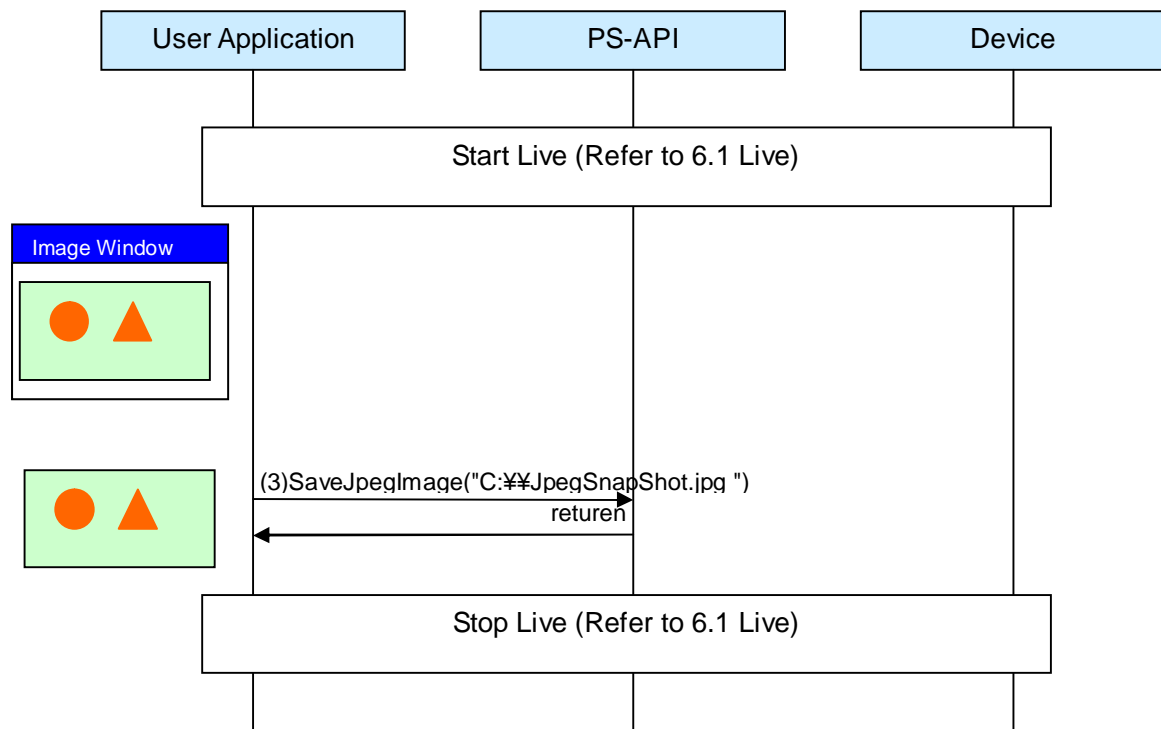 User Application
PS-API
Device
Start Live (Refer to 6.1 Live)
Image Window
(3)SaveJpegImage("C:¥¥JpegSnapShot.jpg ")
returen
Stop Live (Refer to 6.1 Live)